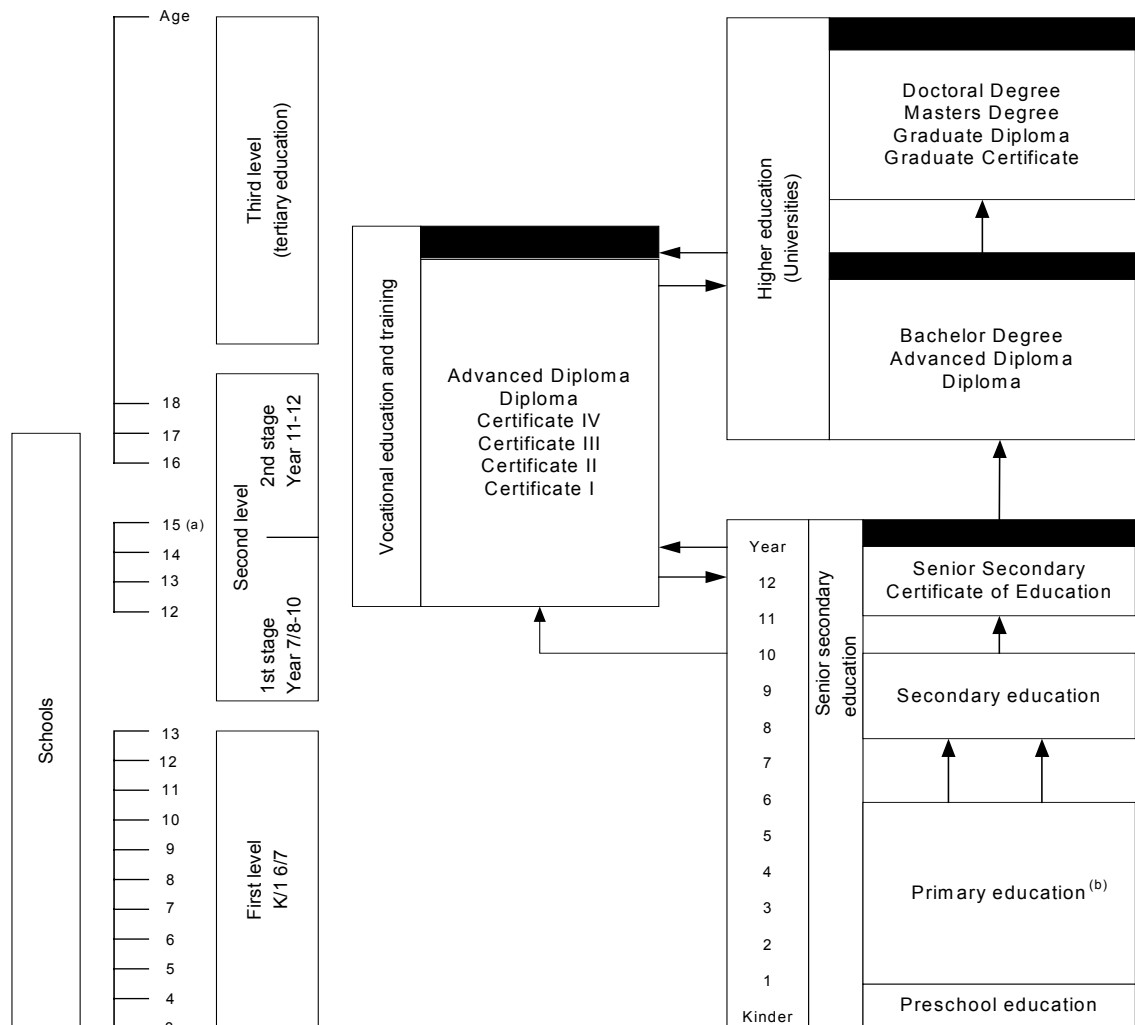 Age
18
17
16
15 (a)
14
13
12
13
12
11
10
9
8
7
6
5
4
Schools
Third level
(tertiary education)
Second level
2nd stage
Year 11-12
1st stage
Year 7/8-10
First level
K/1 6/7
Vocational education and training
Advanced Diploma
Diploma
Certificate IV
Certificate III
Certificate II
Certificate I
Higher education
(Universities)
Doctoral Degree
Masters Degree
Graduate Diploma
Graduate Certificate
Bachelor Degree
Advanced Diploma
Diploma
Year
12
11
10
9
8
7
6
5
4
3
2
1
Kinder
Senior secondary
education
Senior Secondary
Certificate of Education
Secondary education
Primary education (b)
Preschool education